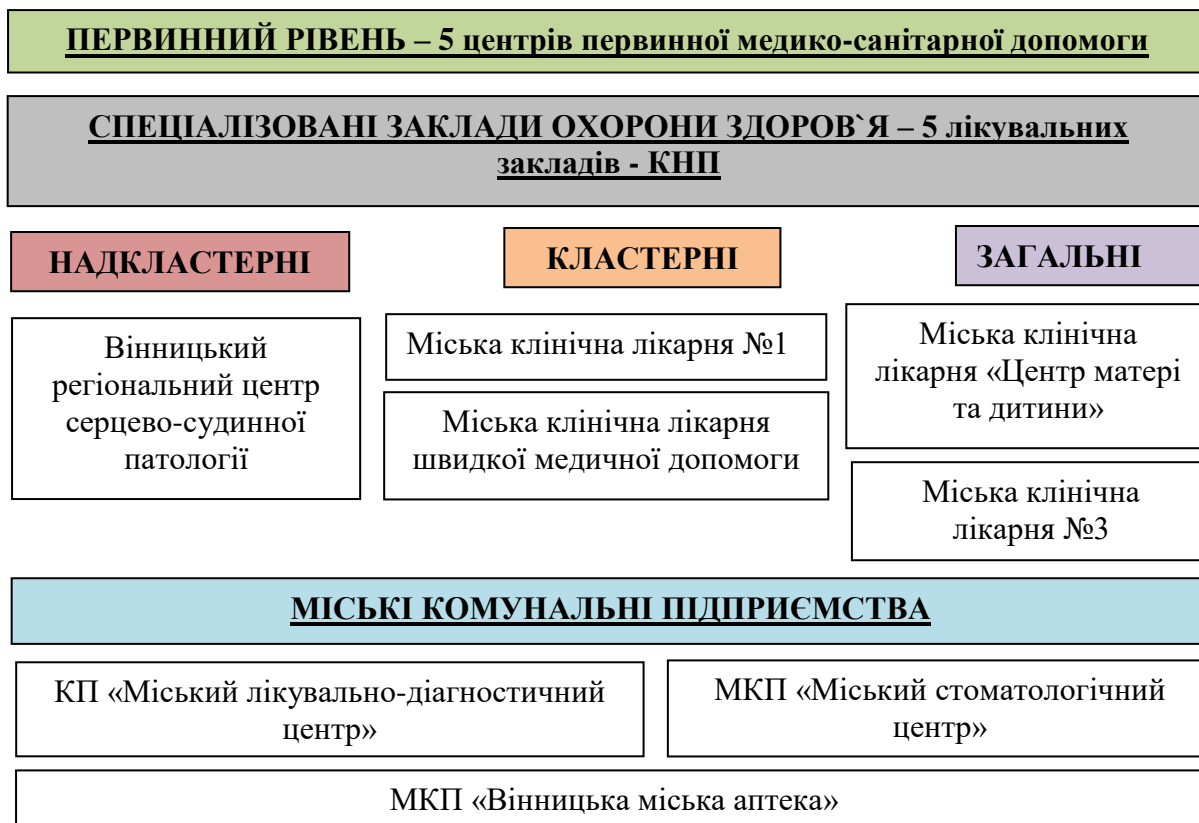 ПЕРВИННИЙ РІВЕНЬ – 5 центрів первинної медико-санітарної допомоги
СПЕЦІАЛІЗОВАНІ ЗАКЛАДИ ОХОРОНИ ЗДОРОВ`Я – 5 лікувальних
закладів - КНП
НАДКЛАСТЕРНІ
КЛАСТЕРНІ
ЗАГАЛЬНІ
Вінницький
регіональний центр
серцево-судинної
патології
Міська клінічна лікарня №1
Міська клінічна лікарня
швидкої медичної допомоги
Міська клінічна
лікарня «Центр матері
та дитини»
Міська клінічна
лікарня №3
МІСЬКІ КОМУНАЛЬНІ ПІДПРИЄМСТВА
КП «Міський лікувально-діагностичний
центр»
МКП «Міський стоматологічний
центр»
МКП «Вінницька міська аптека»